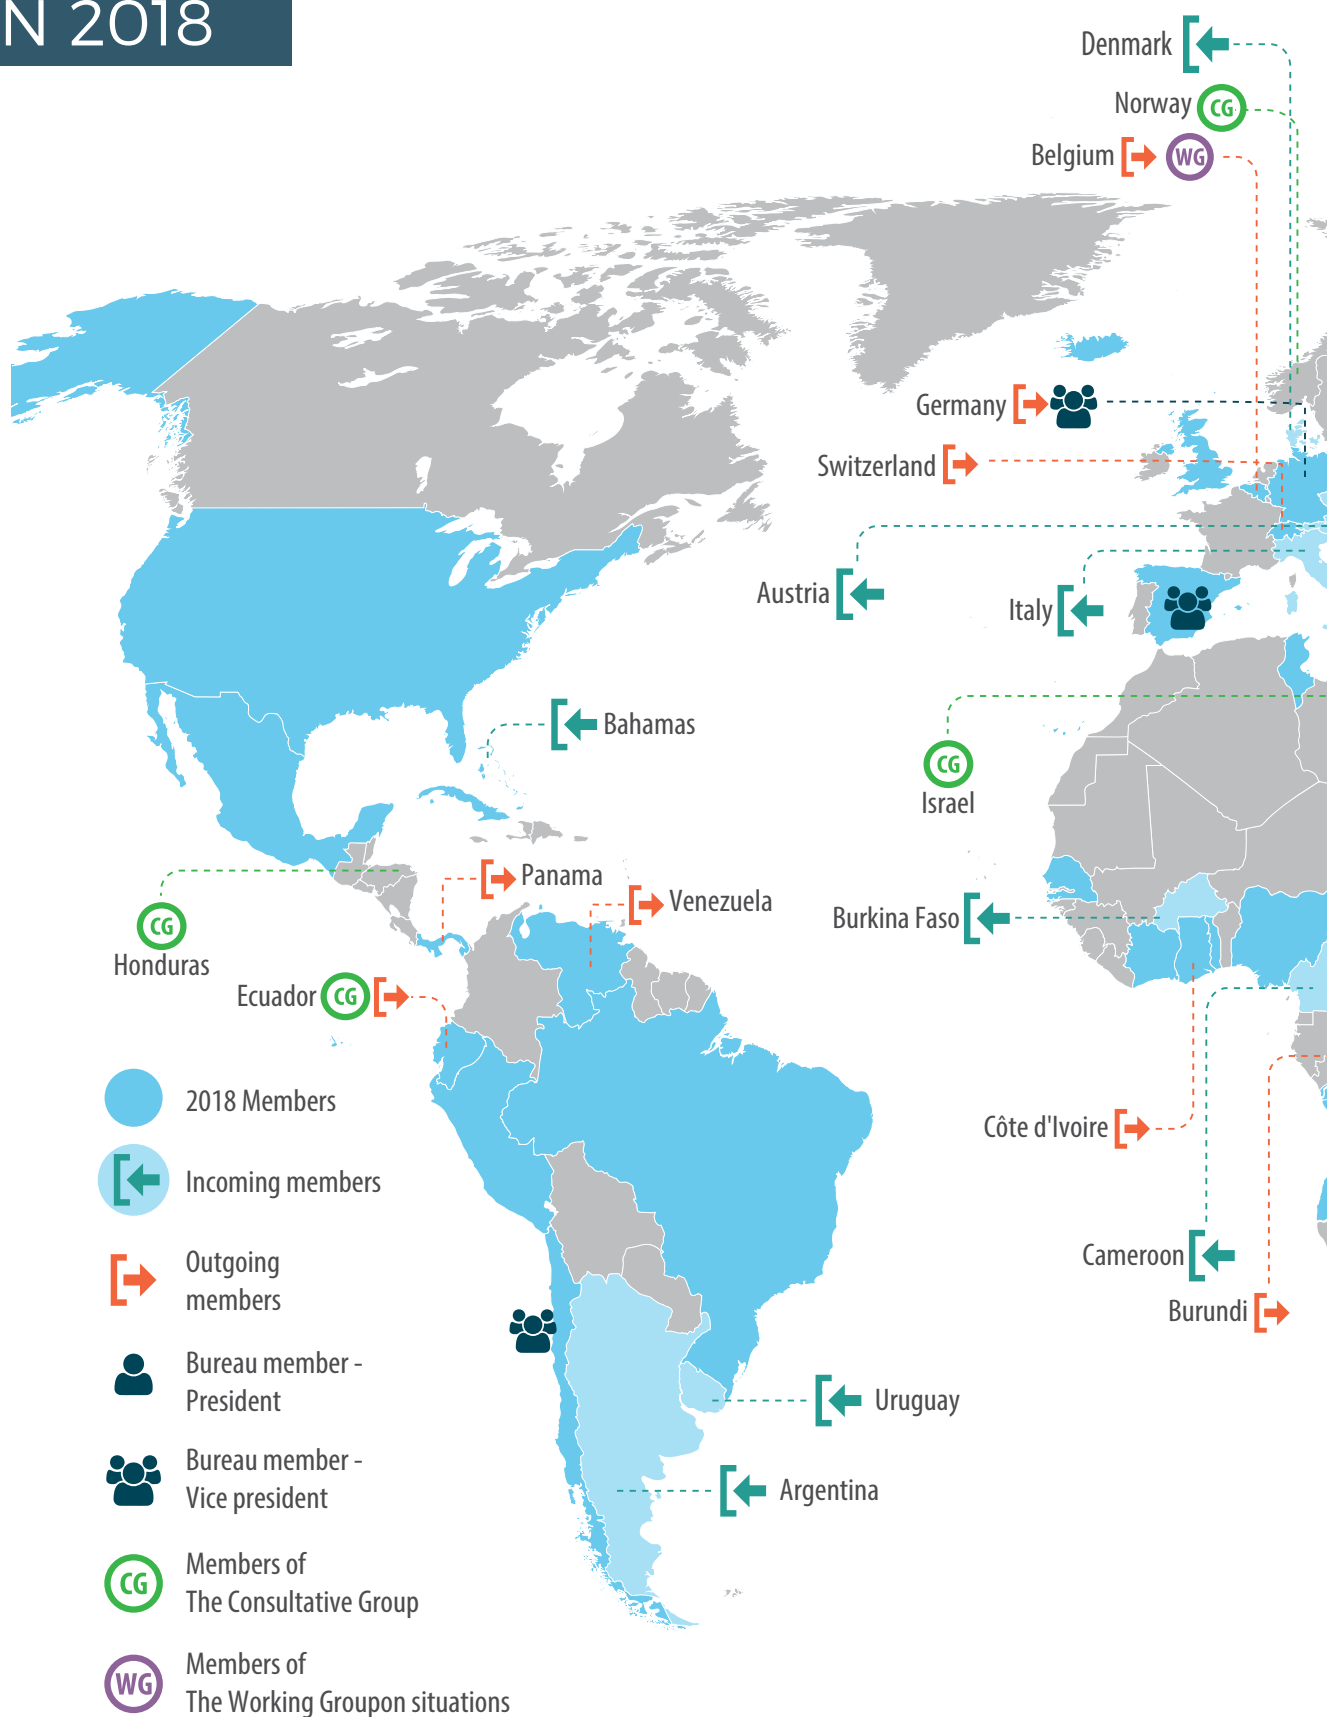 N 2018
Denmark
Norway CG
Belgium WG
Germany
Switzerland
Austria
Italy
Bahamas
CG
Israel
Panama
Venezuela
Burkina Faso
CG
Honduras
Ecuador CG
2018 Members
Côte d'Ivoire
Incoming members
Cameroon
Outgoing
members
Burundi
Bureau member -
President
Uruguay
Bureau member -
Vice president
Argentina
CG
Members of
The Consultative Group
WG
Members of
The Working Groupon situations